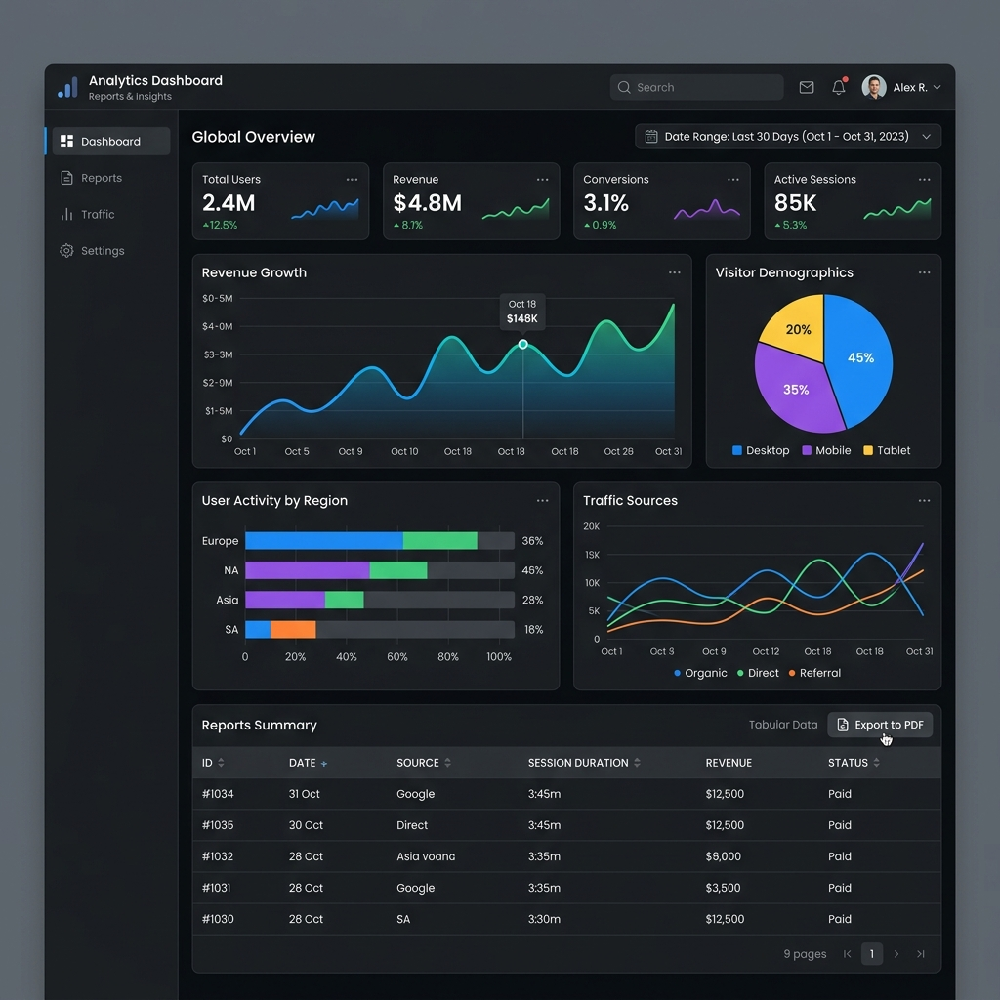 Analytics Dashboard
Reports & Insights
Search
Alex R.
Dashboard
Reports
Traffic
Settings
Global Overview
Date Range: Last 30 Days (Oct 1 - Oct 31, 2023)
Total Users
2.4M
12.5%
Revenue
$4.8M
8.1%
Conversions
3.1%
0.9%
Active Sessions
85K
5.3%
Revenue Growth
$0-5M
$4-0M
$3-3M
$2-9M
$1-5M
$0
Oct 18
$148K
Oct 1 Oct 5 Oct 9 Oct 10 Oct 18 Oct 18 Oct 18 Oct 28 Oct 31
Visitor Demographics
20%
45%
35%
Desktop Mobile Tablet
User Activity by Region
Europe 36%
NA 46%
Asia 28%
SA 18%
0 20% 40% 60% 80% 100%
Traffic Sources
20K
15K
10K
5K
0
Oct 1 Oct 9 Oct 9 Oct 12 Oct 18 Oct 18 Oct 31
Organic Direct Referral
Reports Summary
Tabular Data Export to PDF
ID DATE SOURCE SESSION DURATION REVENUE STATUS
#1034 31 Oct Google 3:45m $12,500 Paid
#1035 30 Oct Direct 3:45m $12,500 Paid
#1032 28 Oct Asia voang 3:35m $9,000 Paid
#1031 28 Oct Google 3:35m $3,500 Paid
#1030 28 Oct SA 3:30m $12,500 Paid
9 pages 1